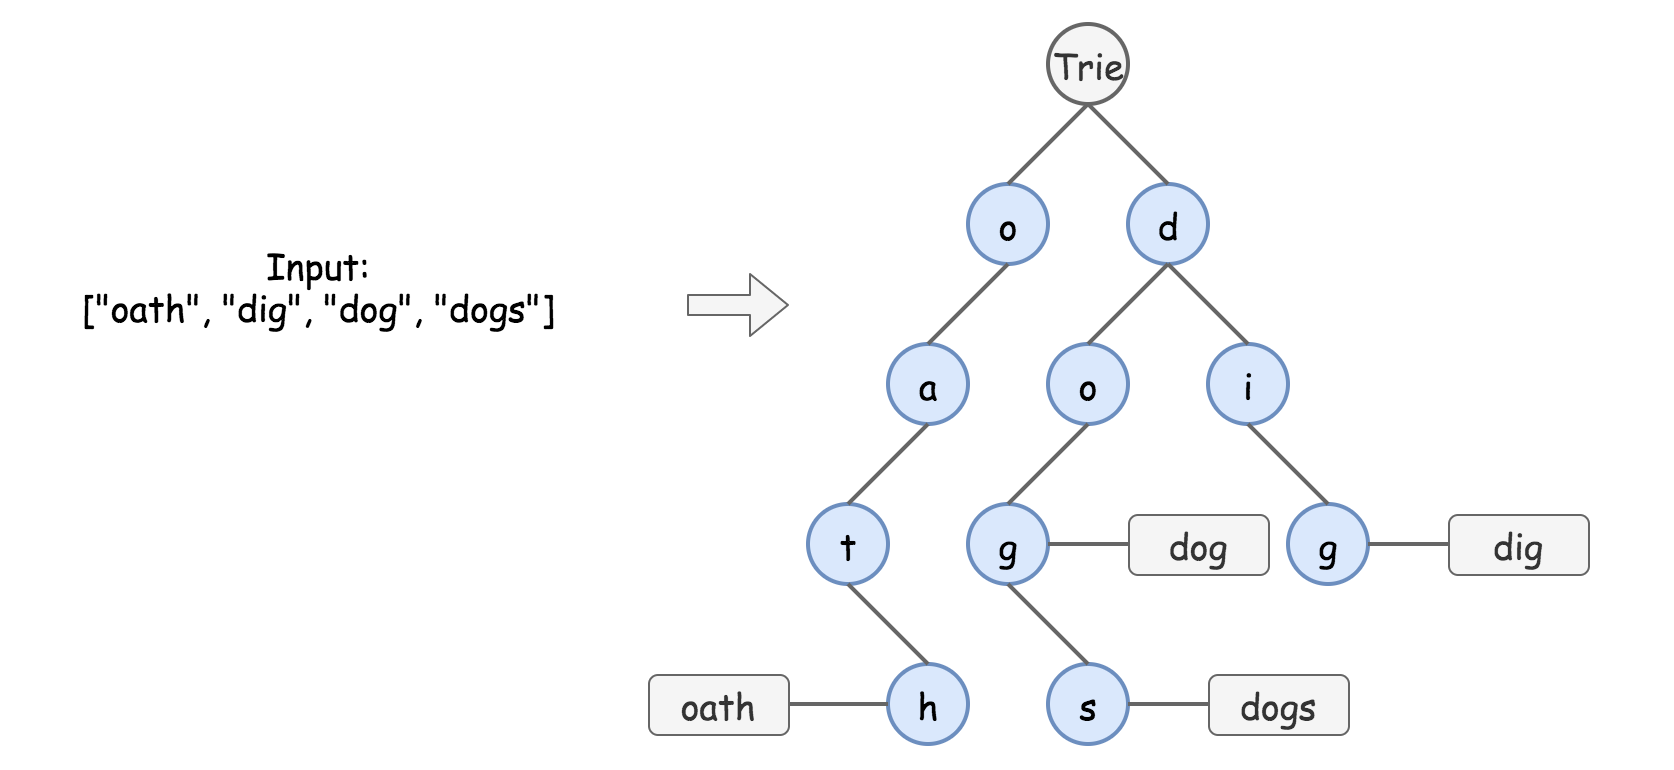 Trie
o
d
Input:
["oath", "dig", "dog", "dogs"]
a
o
i
t
g
dog
g
dig
oath
h
s
dogs